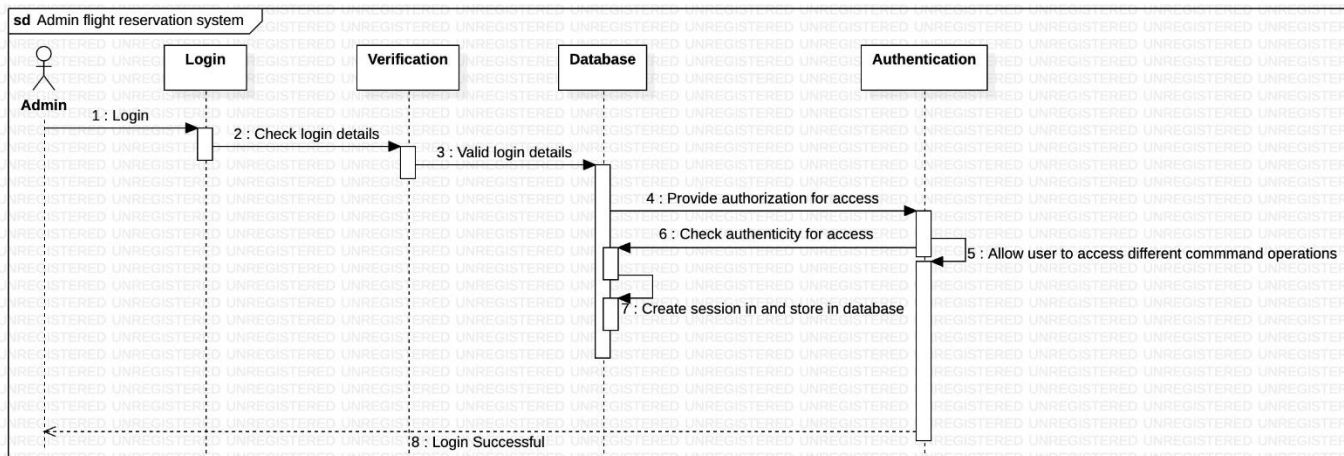 sd Admin flight reservation system
Login
Verification
Database
Authentication
Admin
1 : Login
2 : Check login details
3 : Valid login details
4 : Provide authorization for access
6 : Check authenticity for access
5 : Allow user to access different commmand operations
7 : Create session in and store in database
8 : Login Successful
UNREGISTERED